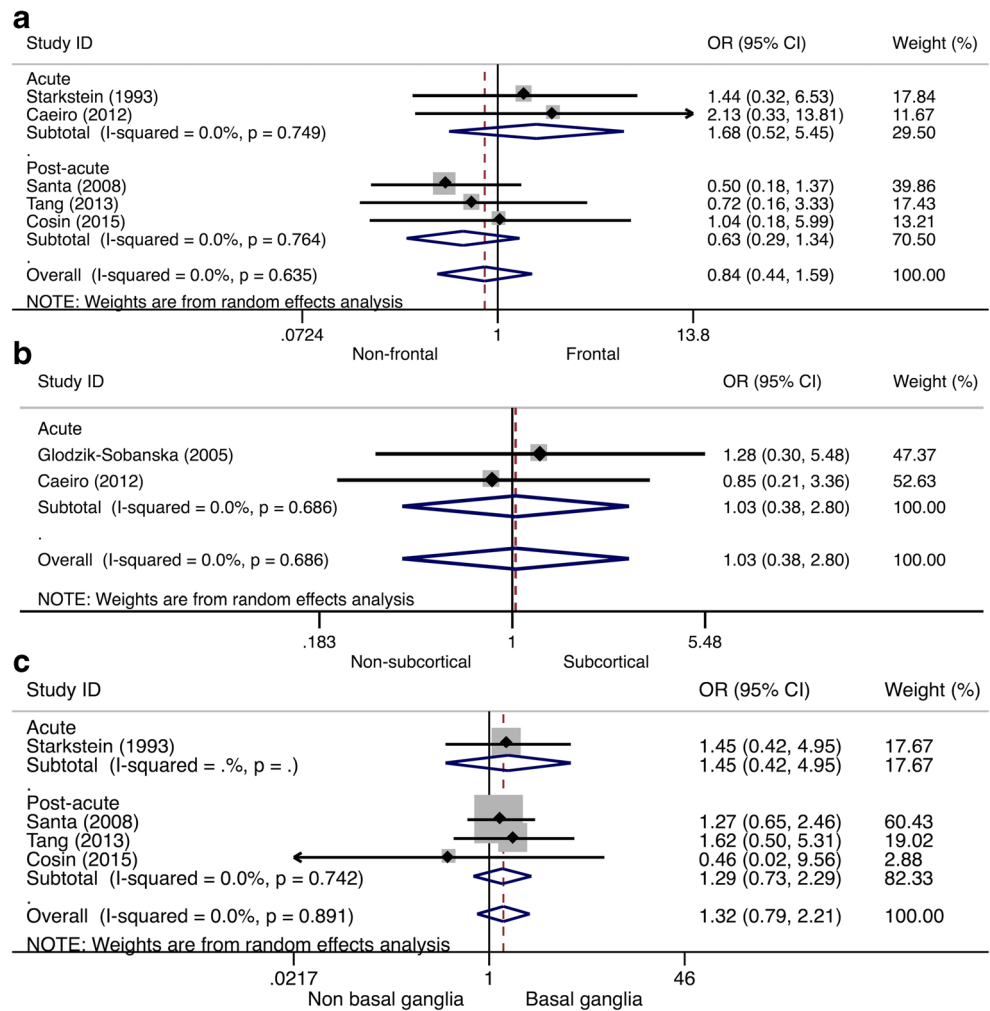 a
Study ID OR (95% CI) Weight (%)
Acute
Starkstein (1993) 1.44 (0.32, 6.53) 17.84
Caeiro (2012) 2.13 (0.33, 13.81) 11.67
Subtotal (I-squared = 0.0%, p = 0.749) 1.68 (0.52, 5.45) 29.50
.
Post-acute
Santa (2008) 0.50 (0.18, 1.37) 39.86
Tang (2013) 0.72 (0.16, 3.33) 17.43
Cosin (2015) 1.04 (0.18, 5.99) 13.21
Subtotal (I-squared = 0.0%, p = 0.764) 0.63 (0.29, 1.34) 70.50
.
Overall (I-squared = 0.0%, p = 0.635) 0.84 (0.44, 1.59) 100.00
NOTE: Weights are from random effects analysis
.0724 1 13.8
Non-frontal Frontal
b
Study ID OR (95% CI) Weight (%)
Acute
Glodzik-Sobanska (2005) 1.28 (0.30, 5.48) 47.37
Caeiro (2012) 0.85 (0.21, 3.36) 52.63
Subtotal (I-squared = 0.0%, p = 0.686) 1.03 (0.38, 2.80) 100.00
.
Overall (I-squared = 0.0%, p = 0.686) 1.03 (0.38, 2.80) 100.00
NOTE: Weights are from random effects analysis
.183 1 5.48
Non-subcortical Subcortical
c
Study ID OR (95% CI) Weight (%)
Acute
Starkstein (1993) 1.45 (0.42, 4.95) 17.67
Subtotal (I-squared = .%, p = .) 1.45 (0.42, 4.95) 17.67
.
Post-acute
Santa (2008) 1.27 (0.65, 2.46) 60.43
Tang (2013) 1.62 (0.50, 5.31) 19.02
Cosin (2015) 0.46 (0.02, 9.56) 2.88
Subtotal (I-squared = 0.0%, p = 0.742) 1.29 (0.73, 2.29) 82.33
.
Overall (I-squared = 0.0%, p = 0.891) 1.32 (0.79, 2.21) 100.00
NOTE: Weights are from random effects analysis
.0217 1 46
Non basal ganglia Basal ganglia